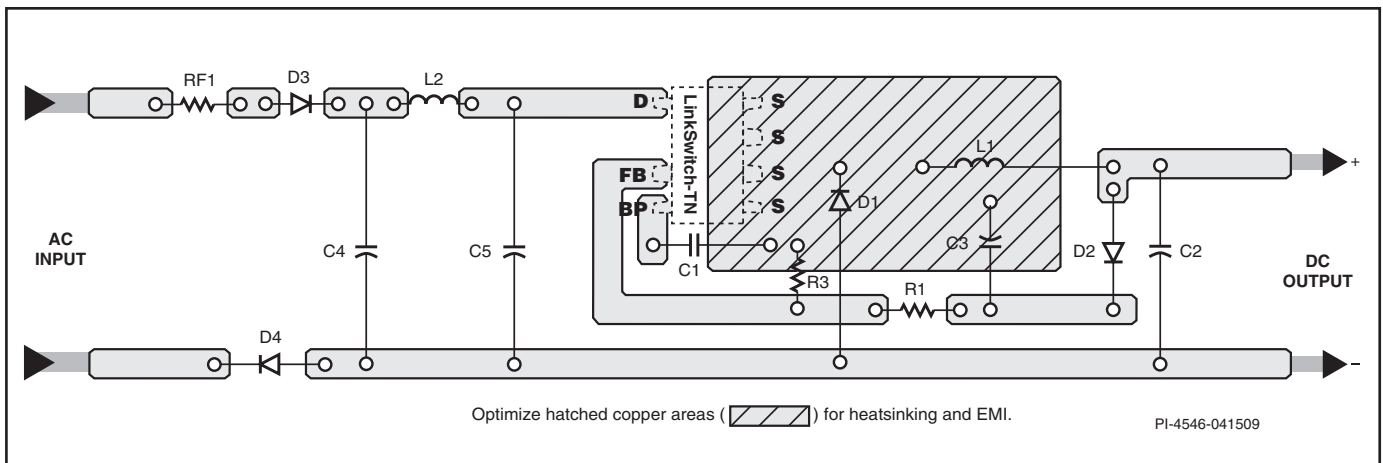 RF1
D3
L2
D
FB
BP
LinkSwitch-TN
S
S
S
S
L1
+
D1
AC
INPUT
C4
C5
C1
R3
C3
D2
C2
R1
DC
OUTPUT
D4
–
Optimize hatched copper areas ( ) for heatsinking and EMI.
PI-4546-041509